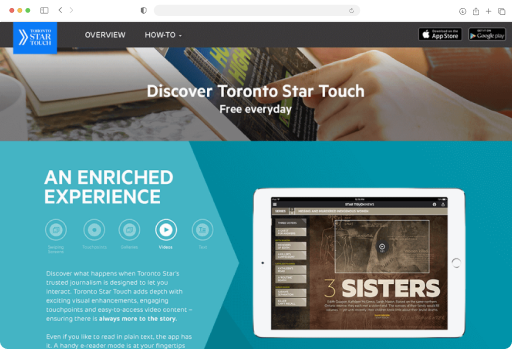 TORONTO
STAR
TOUCH
OVERVIEW
HOW-TO
Download on the
App Store
GET IT ON
Google play
Discover Toronto Star Touch
Free everyday
AN ENRICHED
EXPERIENCE
Videos
Text
Discover what happens when Toronto Star's
trusted journalism is designed to let you
interact. Toronto Star Touch adds depth with
exciting visual enhancements, engaging
touchpoints and easy-to-access video content –
ensuring there is always more to the story.
Even if you like to read in plain text, the app has
it. A handy e-reader mode is at your fingertips
STAR TOUCH
3 SISTERS